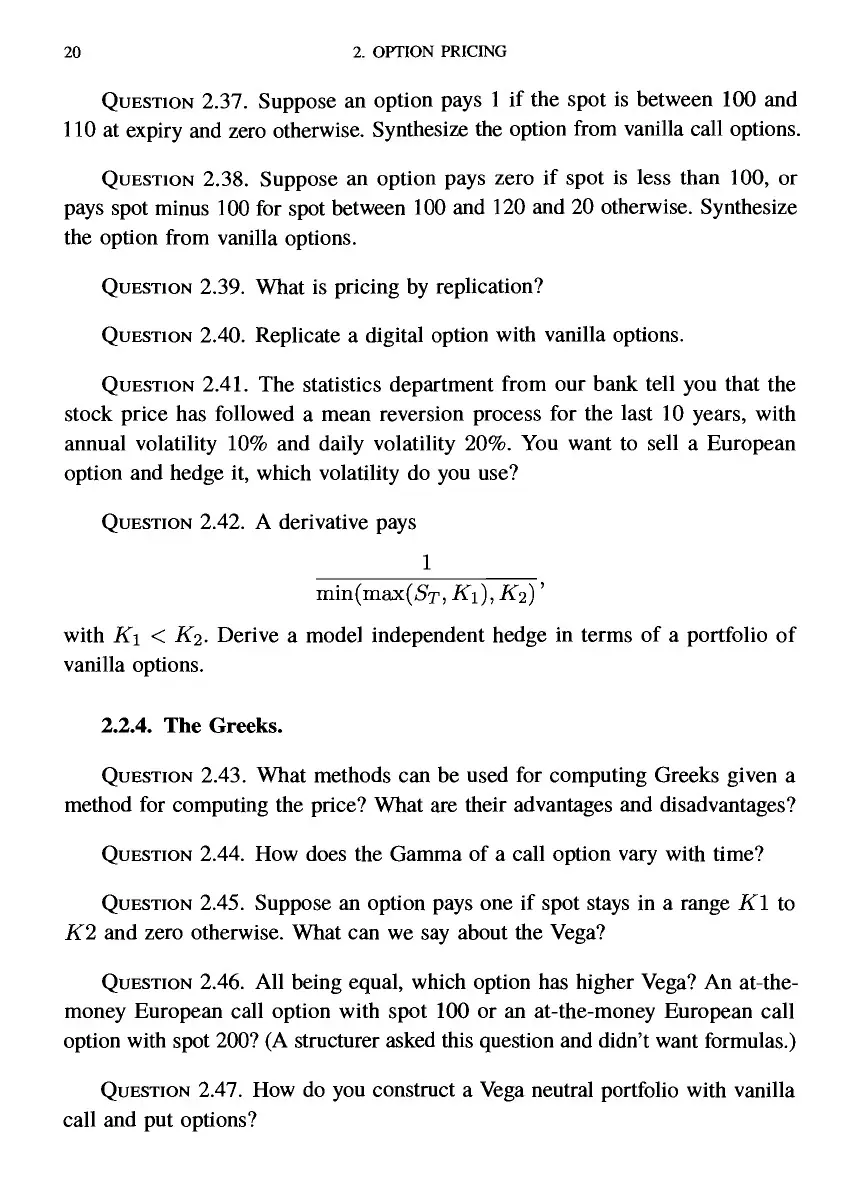 20 2. OPTION PRICING
QUESTION 2.37. Suppose an option pays 1 if the spot is between 100 and
110 at expiry and zero otherwise. Synthesize the option from vanilla call options.
QUESTION 2.38. Suppose an option pays zero if spot is less than 100, or
pays spot minus 100 for spot between 100 and 120 and 20 otherwise. Synthesize
the option from vanilla options.
QUESTION 2.39. What is pricing by replication?
QUESTION 2.40. Replicate a digital option with vanilla options.
QUESTION 2.41. The statistics department from our bank tell you that the
stock price has followed a mean reversion process for the last 10 years, with
annual volatility 10% and daily volatility 20%. You want to sell a European
option and hedge it, which volatility do you use?
QUESTION 2.42. A derivative pays
1
min(max(S_T, K_1), K_2)'
with K_1 < K_2. Derive a model independent hedge in terms of a portfolio of
vanilla options.
2.2.4. The Greeks.
QUESTION 2.43. What methods can be used for computing Greeks given a
method for computing the price? What are their advantages and disadvantages?
QUESTION 2.44. How does the Gamma of a call option vary with time?
QUESTION 2.45. Suppose an option pays one if spot stays in a range K1 to
K2 and zero otherwise. What can we say about the Vega?
QUESTION 2.46. All being equal, which option has higher Vega? An at-the-
money European call option with spot 100 or an at-the-money European call
option with spot 200? (A structurer asked this question and didn't want formulas.)
QUESTION 2.47. How do you construct a Vega neutral portfolio with vanilla
call and put options?